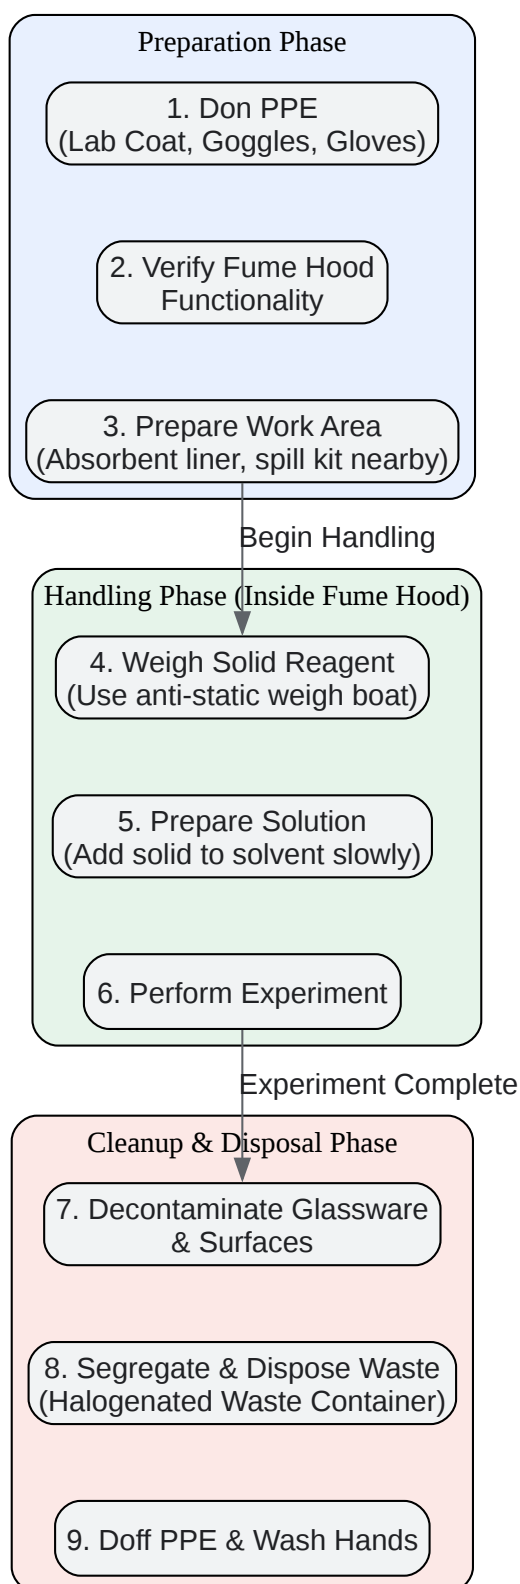 Preparation Phase
1. Don PPE
(Lab Coat, Goggles, Gloves)
2. Verify Fume Hood
Functionality
3. Prepare Work Area
(Absorbent liner, spill kit nearby)
Begin Handling
Handling Phase (Inside Fume Hood)
4. Weigh Solid Reagent
(Use anti-static weigh boat)
5. Prepare Solution
(Add solid to solvent slowly)
6. Perform Experiment
Experiment Complete
Cleanup & Disposal Phase
7. Decontaminate Glassware
& Surfaces
8. Segregate & Dispose Waste
(Halogenated Waste Container)
9. Doff PPE & Wash Hands